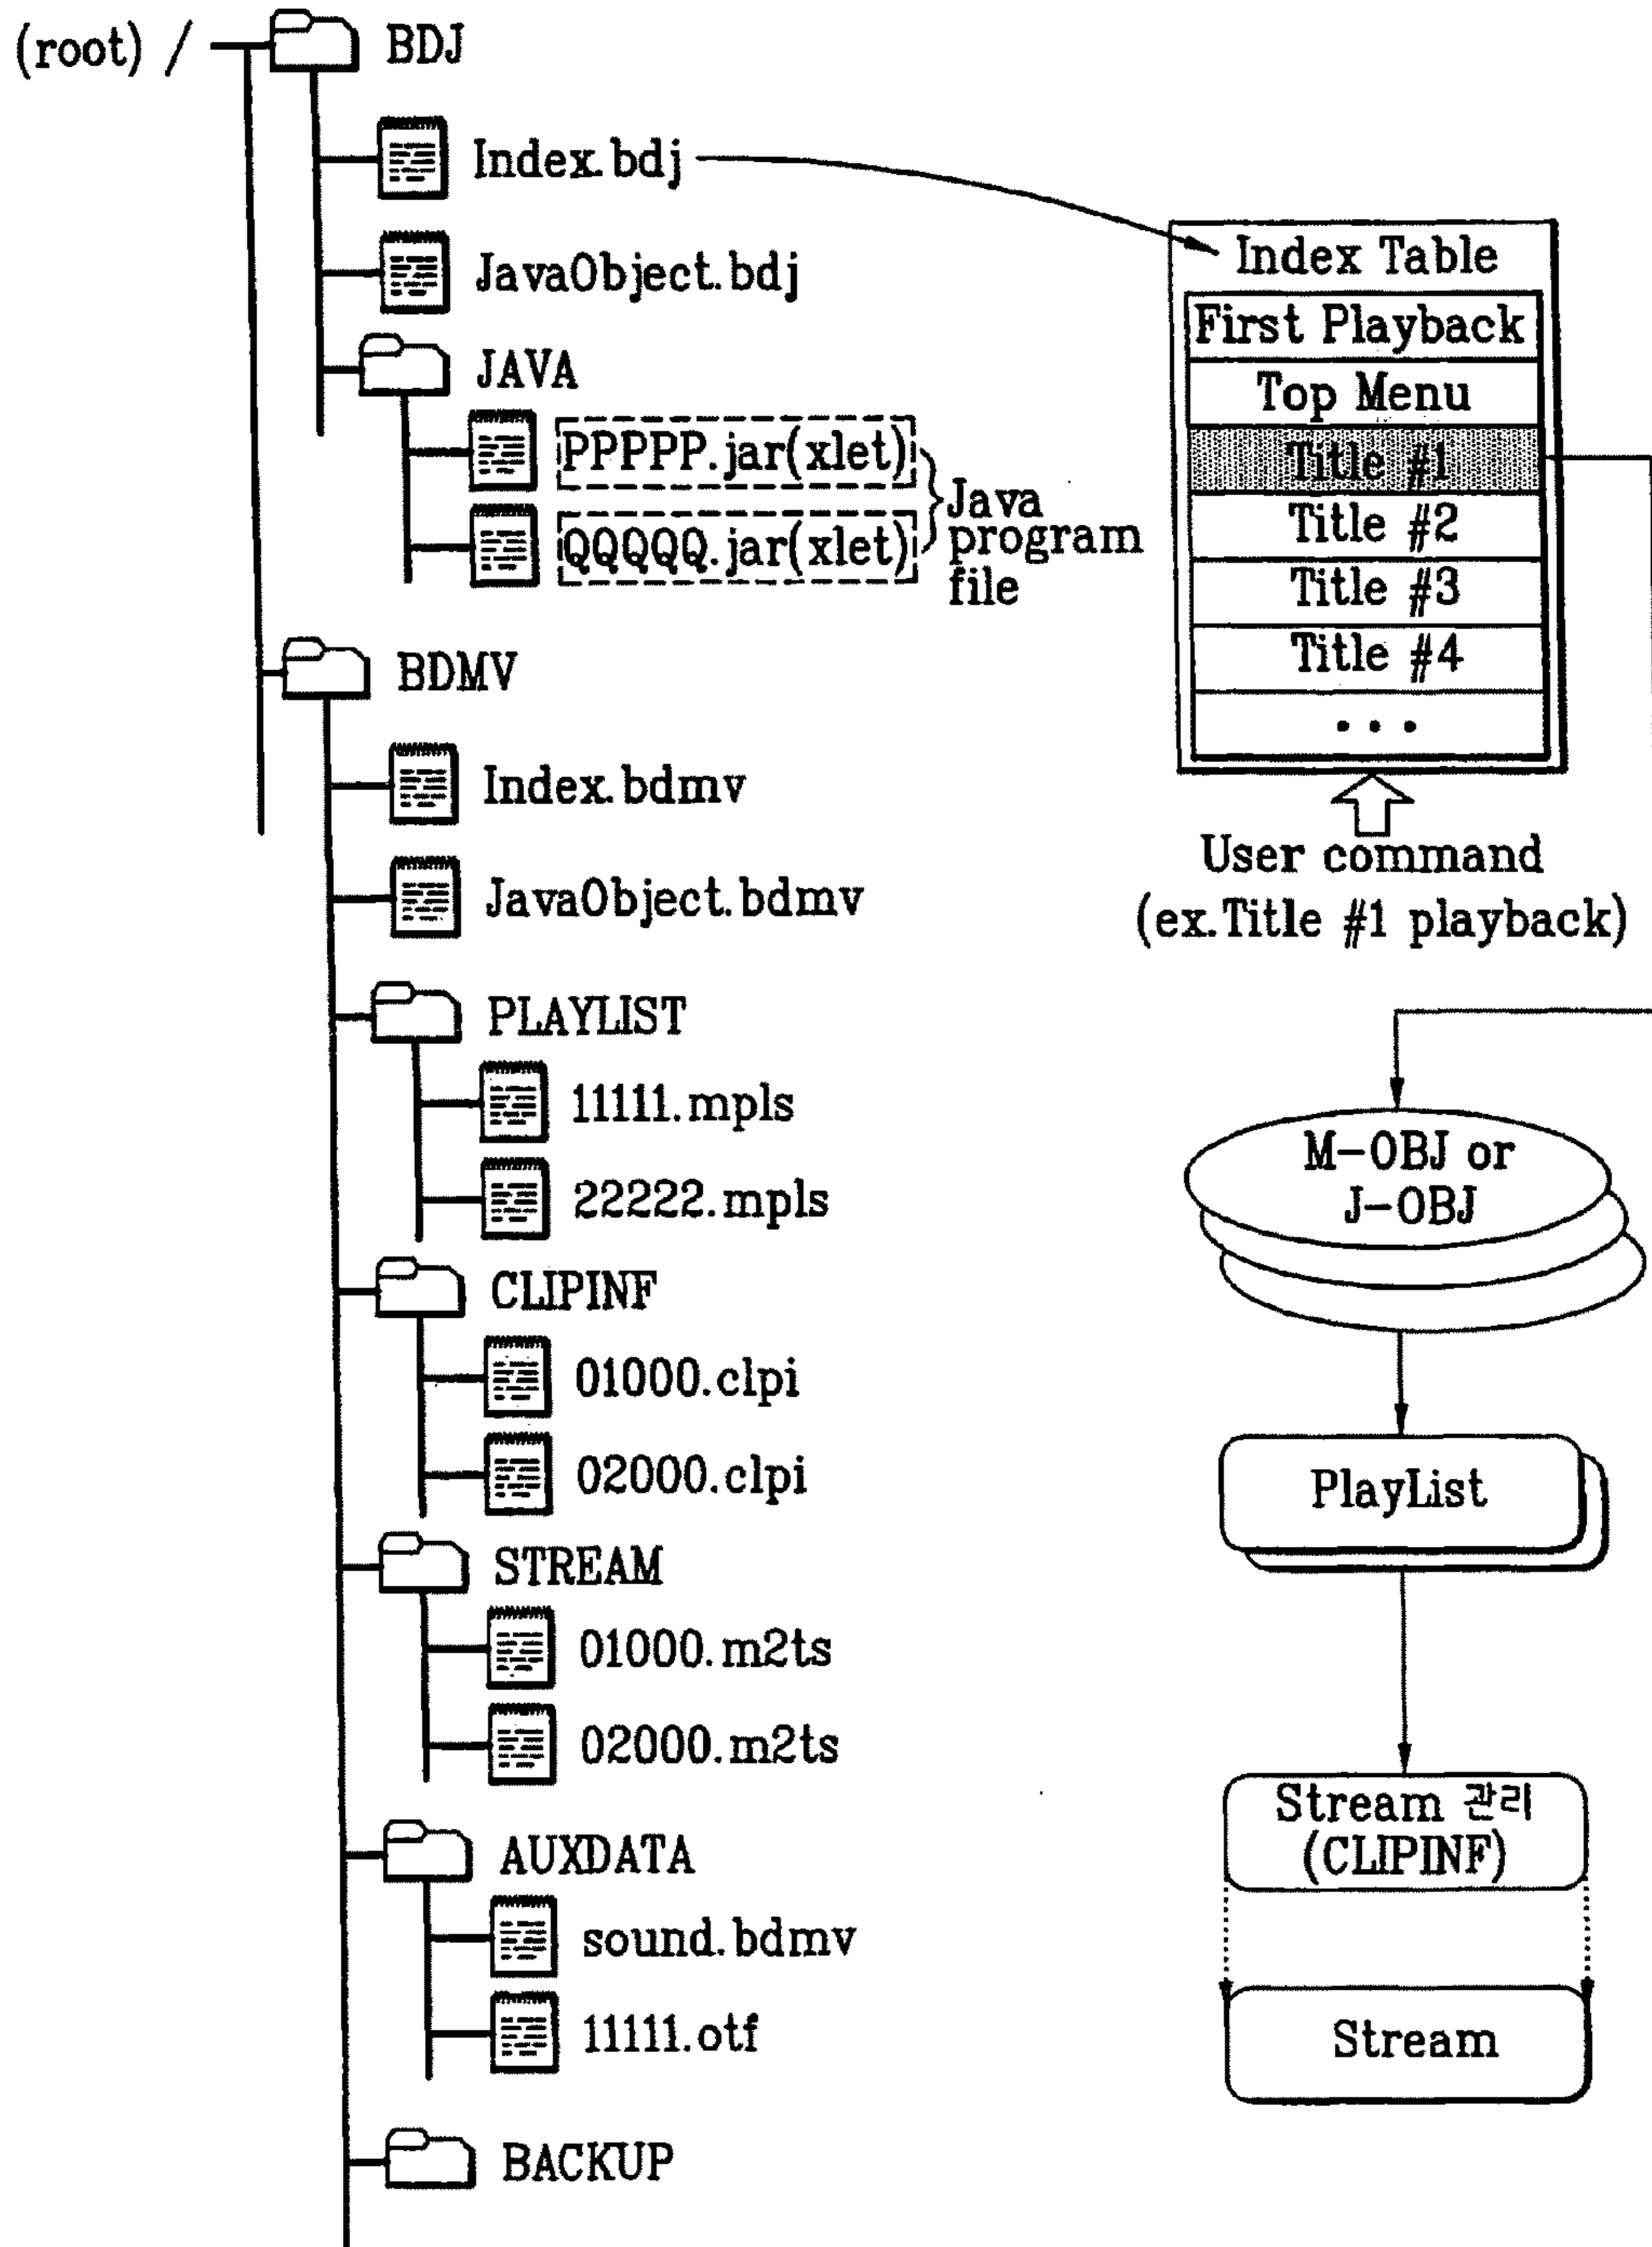 (root) /
BDJ
Index.bdj
JavaObject.bdj
JAVA
PPPPP.jar(xlet)
QQQQQ.jar(xlet)
Java
program
file
BDMV
Index.bdmv
JavaObject.bdmv
PLAYLIST
11111.mpls
22222.mpls
CLIPINF
01000.clpi
02000.clpi
STREAM
01000.m2ts
02000.m2ts
AUXDATA
sound.bdmv
11111.otf
BACKUP
Index Table
First Playback
Top Menu
Title #1
Title #2
Title #3
Title #4
...
User command
(ex.Title #1 playback)
M-OBJ or
J-OBJ
PlayList
Stream 관리
(CLIPINF)
Stream